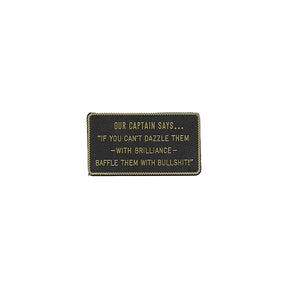 OUR CAPTAIN SAYS...
"IF YOU CAN'T DAZZLE THEM
—WITH BRILLIANCE—
BAFFLE THEM WITH BULLSHIT!"